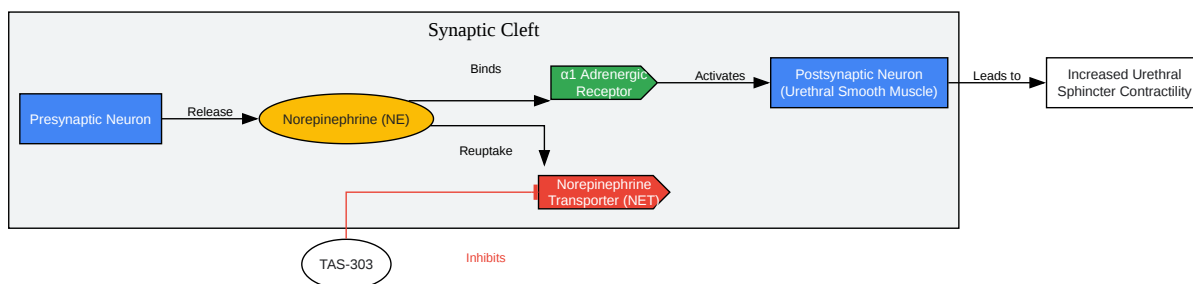 Synaptic Cleft
Presynaptic Neuron
Release
Norepinephrine (NE)
Binds
α1 Adrenergic
Receptor
Activates
Postsynaptic Neuron
(Urethral Smooth Muscle)
Leads to
Increased Urethral
Sphincter Contractility
Reuptake
Norepinephrine
Transporter (NET)
TAS-303
Inhibits